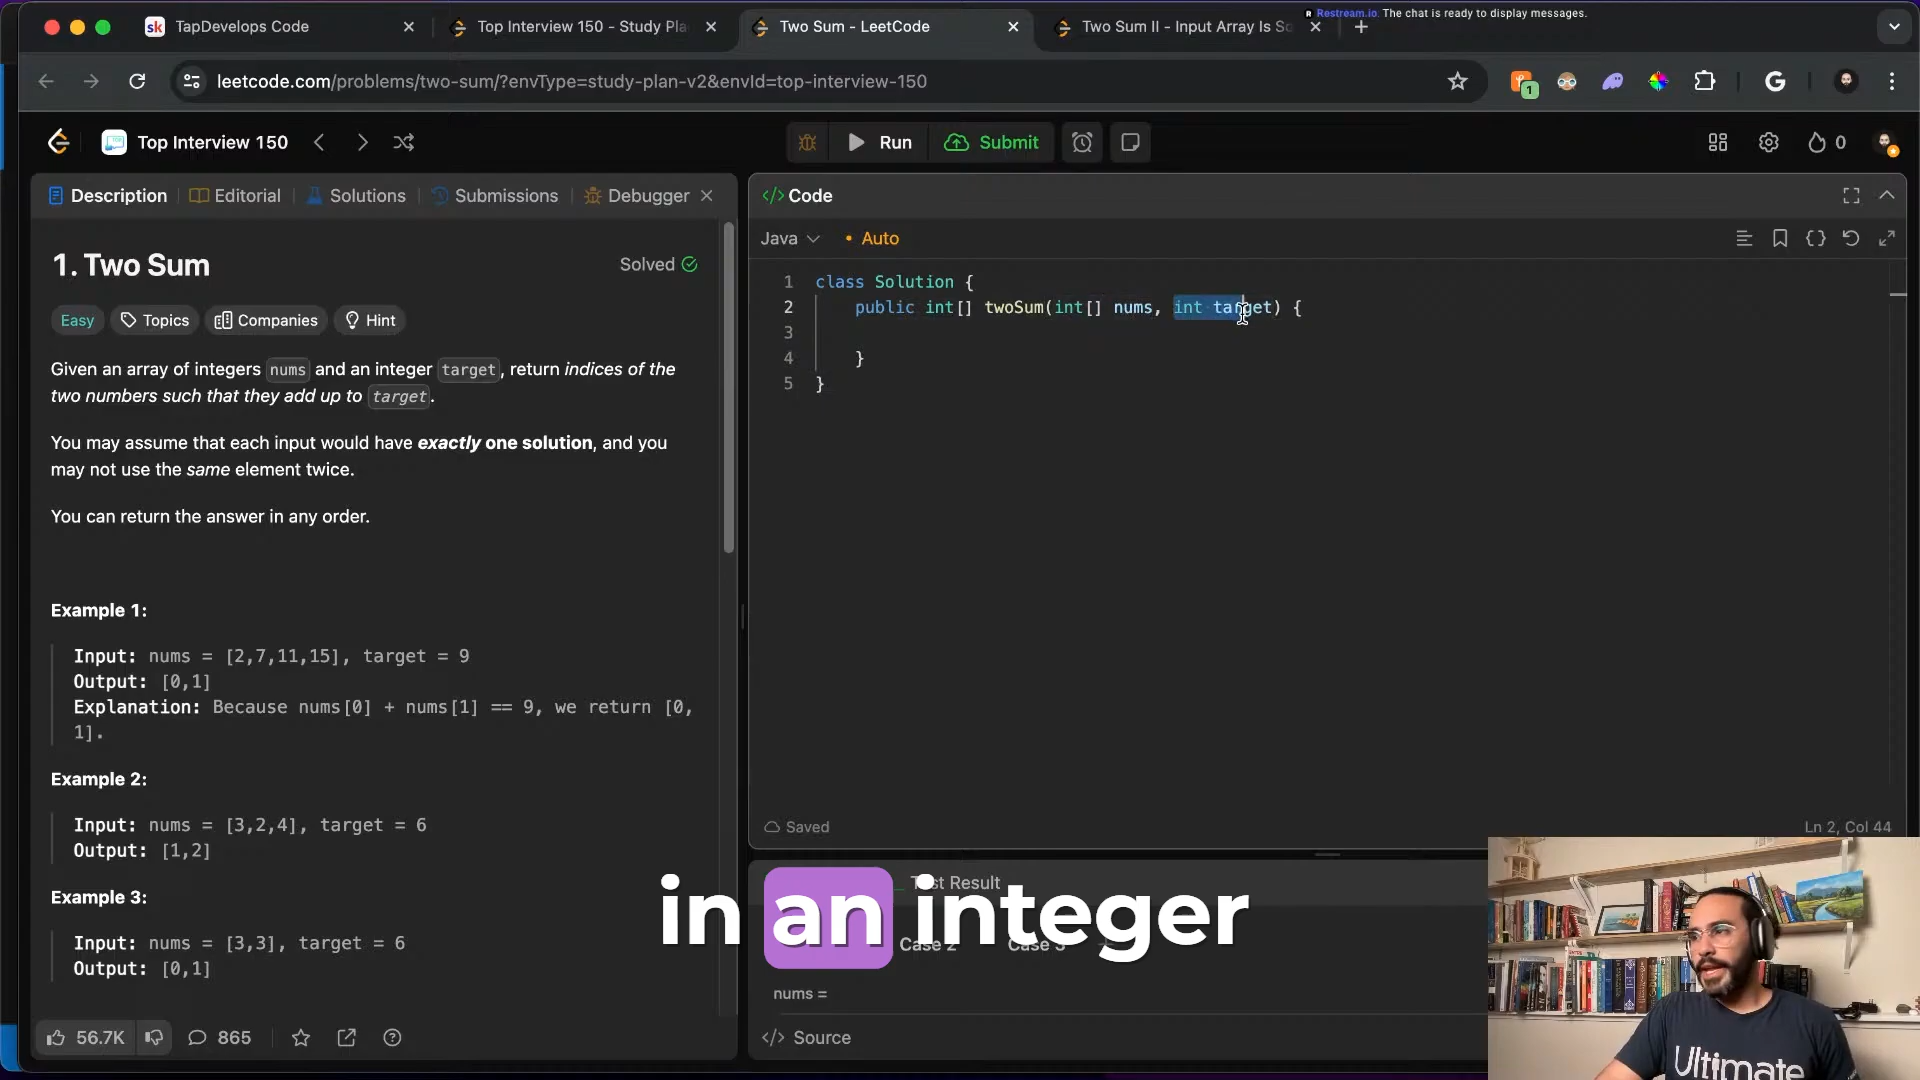 Restream.io The chat is ready to display messages.
TapDevelops Code
Top Interview 150 - Study Pla
Two Sum - LeetCode
Two Sum II - Input Array Is So
leetcode.com/problems/two-sum/?envType=study-plan-v2&envId=top-interview-150
Top Interview 150
Run
Submit
0
Description
Editorial
Solutions
Submissions
Debugger
1. Two Sum
Solved
Easy
Topics
Companies
Hint
Given an array of integers nums and an integer target, return indices of the
two numbers such that they add up to target.
You may assume that each input would have exactly one solution, and you
may not use the same element twice.
You can return the answer in any order.
Example 1:
Input: nums = [2,7,11,15], target = 9
Output: [0,1]
Explanation: Because nums[0] + nums[1] == 9, we return [0,
1].
Example 2:
Input: nums = [3,2,4], target = 6
Output: [1,2]
Example 3:
Input: nums = [3,3], target = 6
Output: [0,1]
56.7K
865
</> Code
Java • Auto
1 class Solution {
2 public int[] twoSum(int[] nums, int target) {
3
4 }
5 }
Saved
Ln 2, Col 44
Test Result
in an integer
Case 2
Case 3
nums =
</> Source
Ultimate